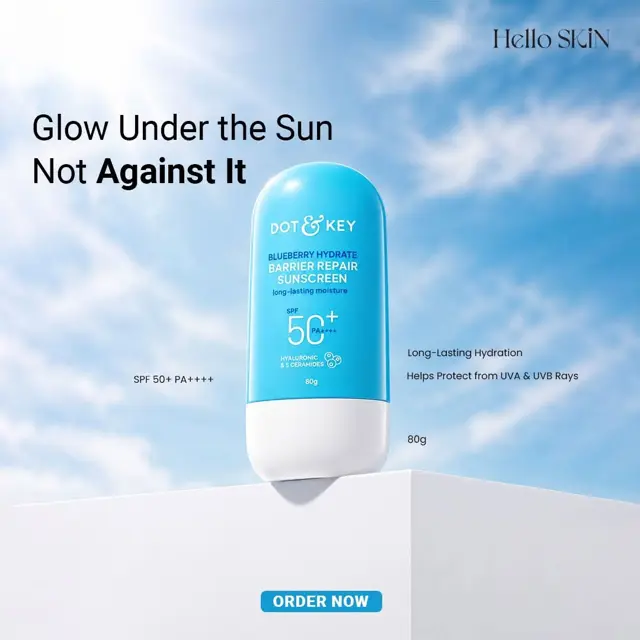 Hello SKiN
Glow Under the Sun
Not Against It
DOT & KEY
BLUEBERRY HYDRATE
BARRIER REPAIR
SUNSCREEN
long-lasting moisture
SPF
50+
PA++++
HYALURONIC
& 5 CERAMIDES
80g
SPF 50+ PA++++
Long-Lasting Hydration
Helps Protect from UVA & UVB Rays
80g
ORDER NOW